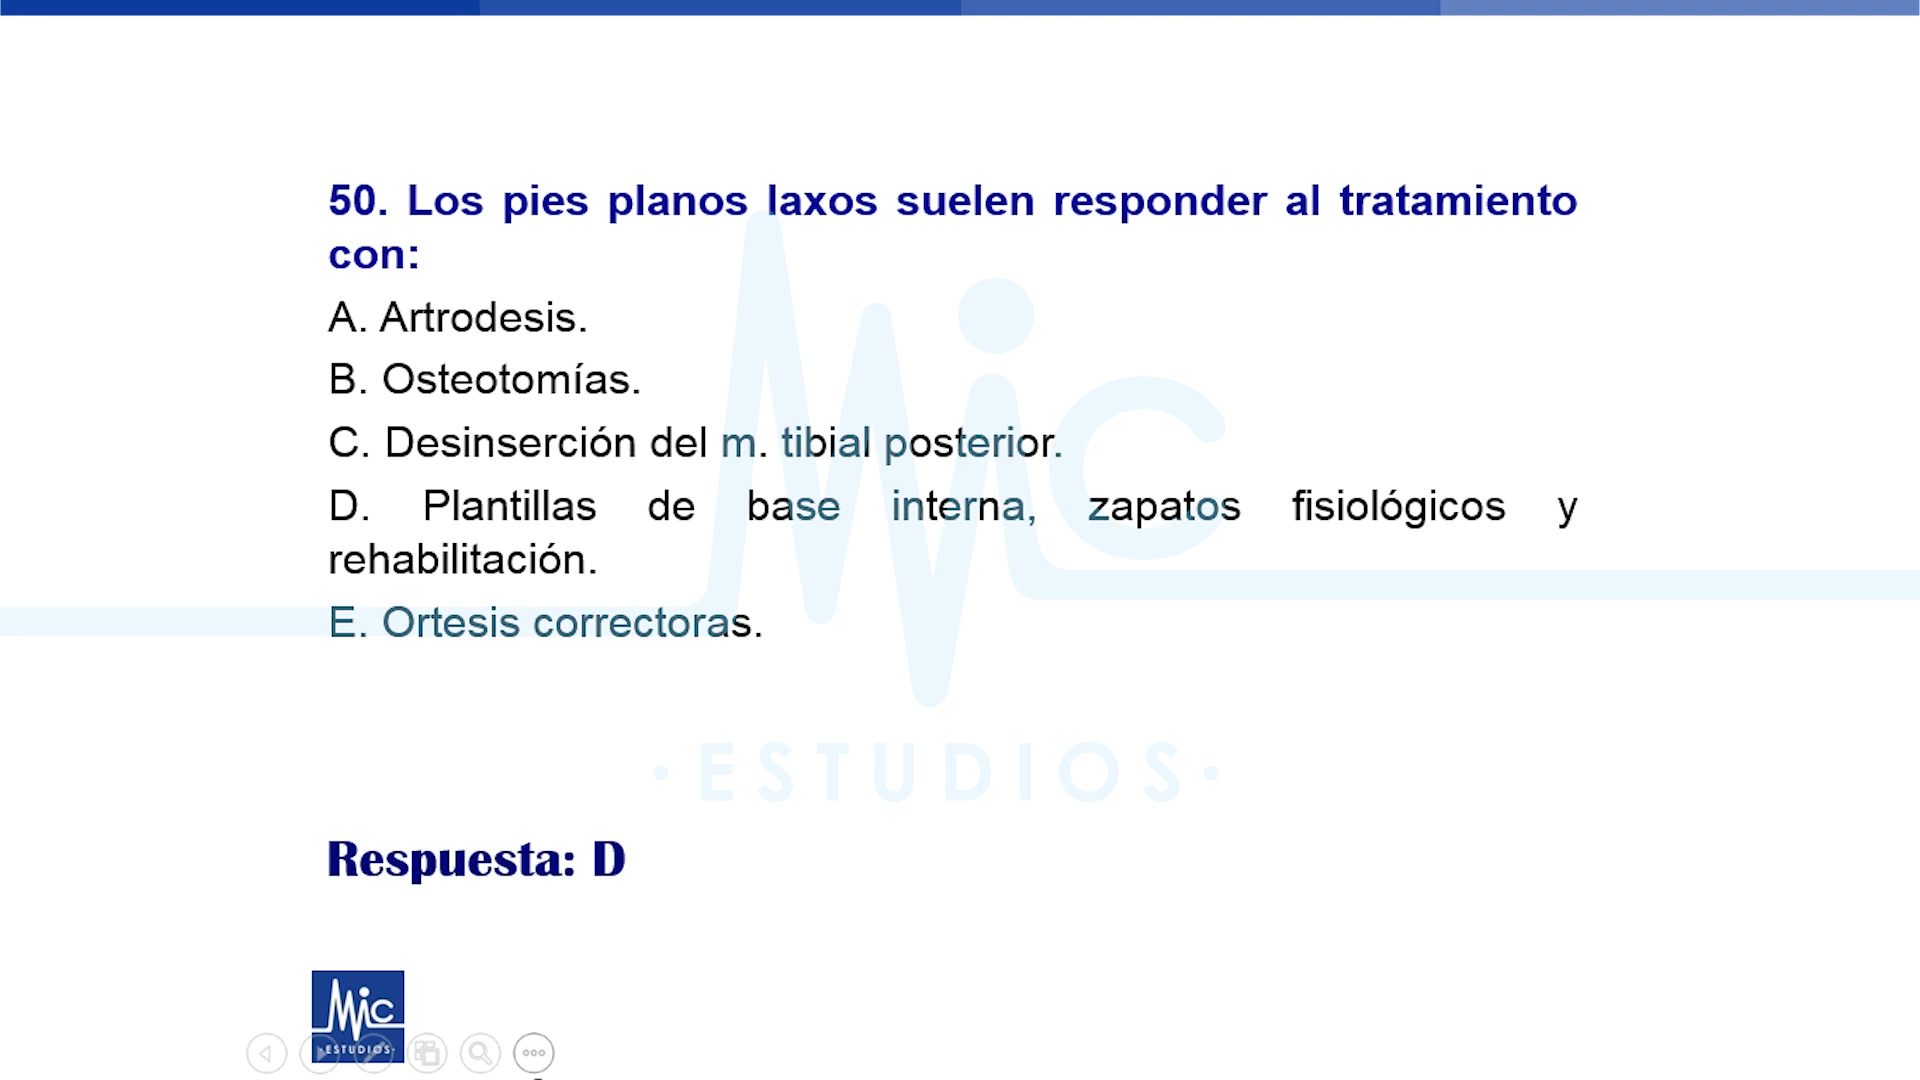 50. Los pies planos laxos suelen responder al tratamiento
con:
A. Artrodesis.
B. Osteotomías.
C. Desinserción del m. tibial posterior.
D. Plantillas de base interna, zapatos fisiológicos y
rehabilitación.
E. Ortesis correctoras.
Mic
· ESTUDIOS ·
Respuesta: D
Mic
·ESTUDIOS·